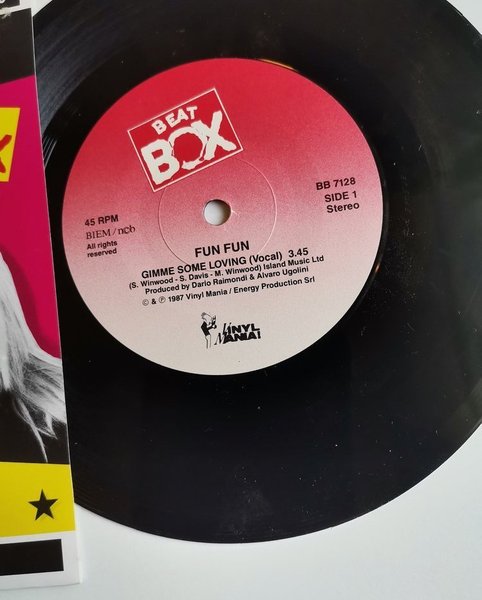 BEAT
BOX
BB 7128
SIDE 1
Stereo
45 RPM
BIEM/ncb
All rights
reserved
FUN FUN
GIMME SOME LOVING (Vocal) 3.45
(S. Winwood - S. Davis - M. Winwood) Island Music Ltd
Produced by Dario Raimondi & Alvaro Ugolini
© & ℗ 1987 Vinyl Mania / Energy Production Srl
VINYL
MANIA!